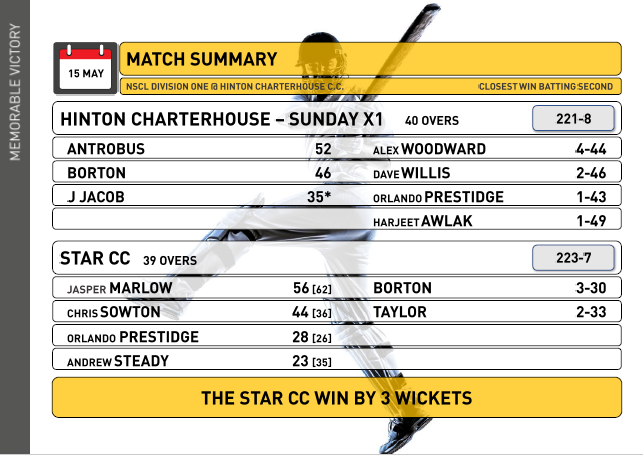 MEMORABLE VICTORY
15 MAY
MATCH SUMMARY
NSCL DIVISION ONE @ HINTON CHARTERHOUSE C.C. CLOSEST WIN BATTING SECOND
HINTON CHARTERHOUSE – SUNDAY X1 40 OVERS 221-8
ANTROBUS 52 ALEX WOODWARD 4-44
BORTON 46 DAVE WILLIS 2-46
J JACOB 35* ORLANDO PRESTIDGE 1-43
HARJEET AWLAK 1-49
STAR CC 39 OVERS 223-7
JASPER MARLOW 56 [62] BORTON 3-30
CHRIS SOWTON 44 [36] TAYLOR 2-33
ORLANDO PRESTIDGE 28 [26]
ANDREW STEADY 23 [35]
THE STAR CC WIN BY 3 WICKETS